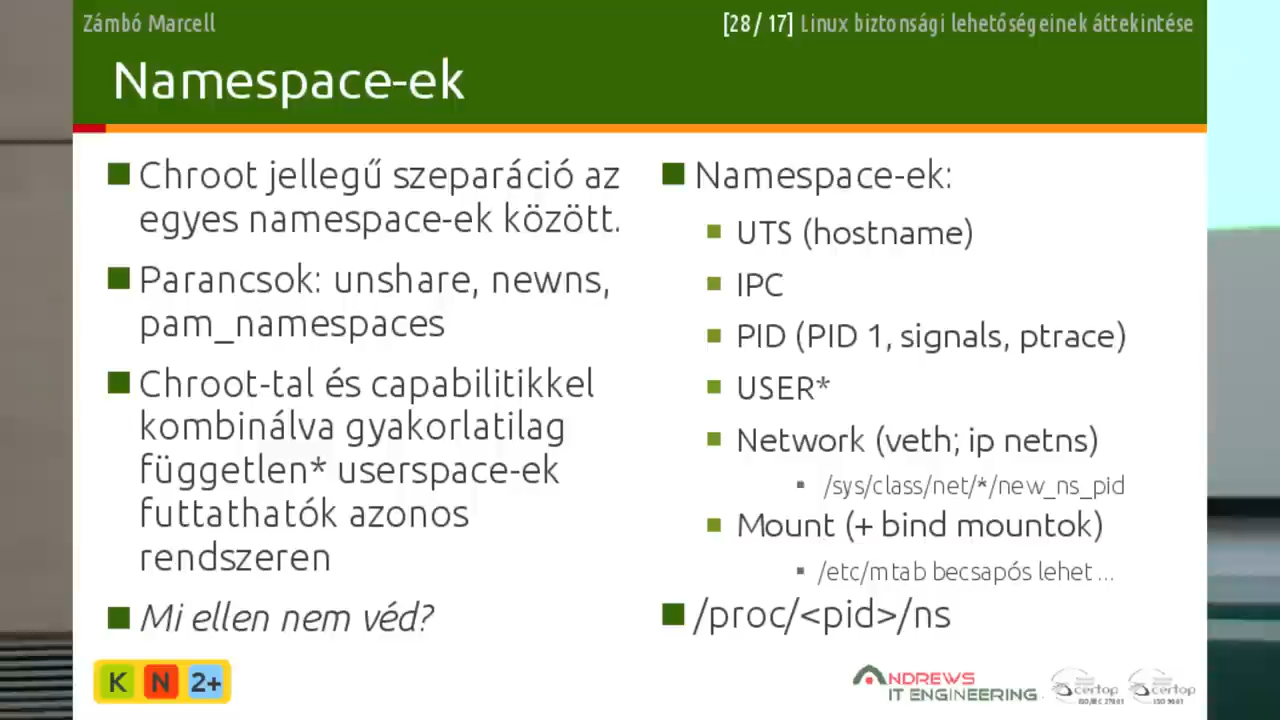 Zámbó Marcell
[28 / 17] Linux biztonsági lehetőségeinek áttekintése
Namespace-ek
Chroot jellegű szeparáció az
egyes namespace-ek között.
Parancsok: unshare, newns,
pam_namespaces
Chroot-tal és capabilitikkel
kombinálva gyakorlatilag
független* userspace-ek
futtathatók azonos
rendszeren
Mi ellen nem véd?
Namespace-ek:
UTS (hostname)
IPC
PID (PID 1, signals, ptrace)
USER*
Network (veth; ip netns)
/sys/class/net/*/new_ns_pid
Mount (+ bind mountok)
/etc/mtab becsapós lehet ...
/proc/<pid>/ns
K N 2+
ANDREWS
IT ENGINEERING
certop
ISO/IEC 27001
certop
ISO 9001